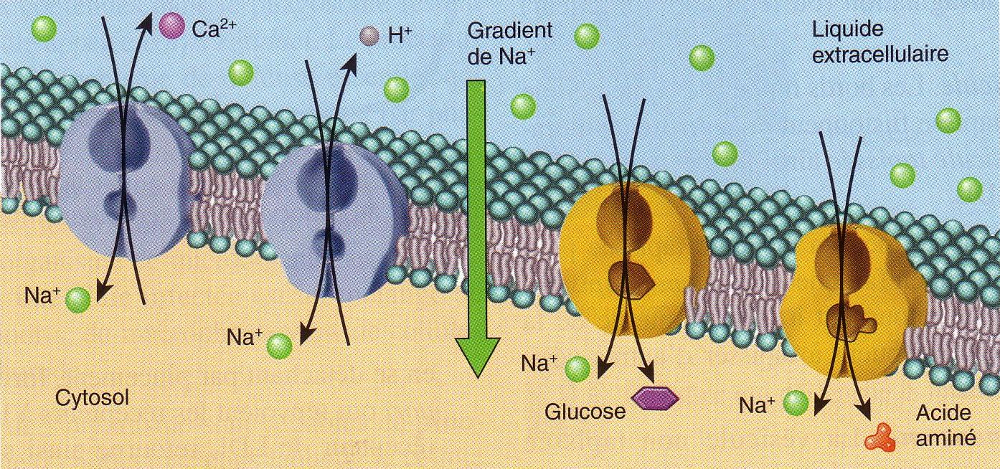 Ca²⁺
H⁺
Gradient
de Na⁺
Liquide
extracellulaire
Na⁺
Na⁺
Na⁺
Glucose
Na⁺
Acide
aminé
Cytosol